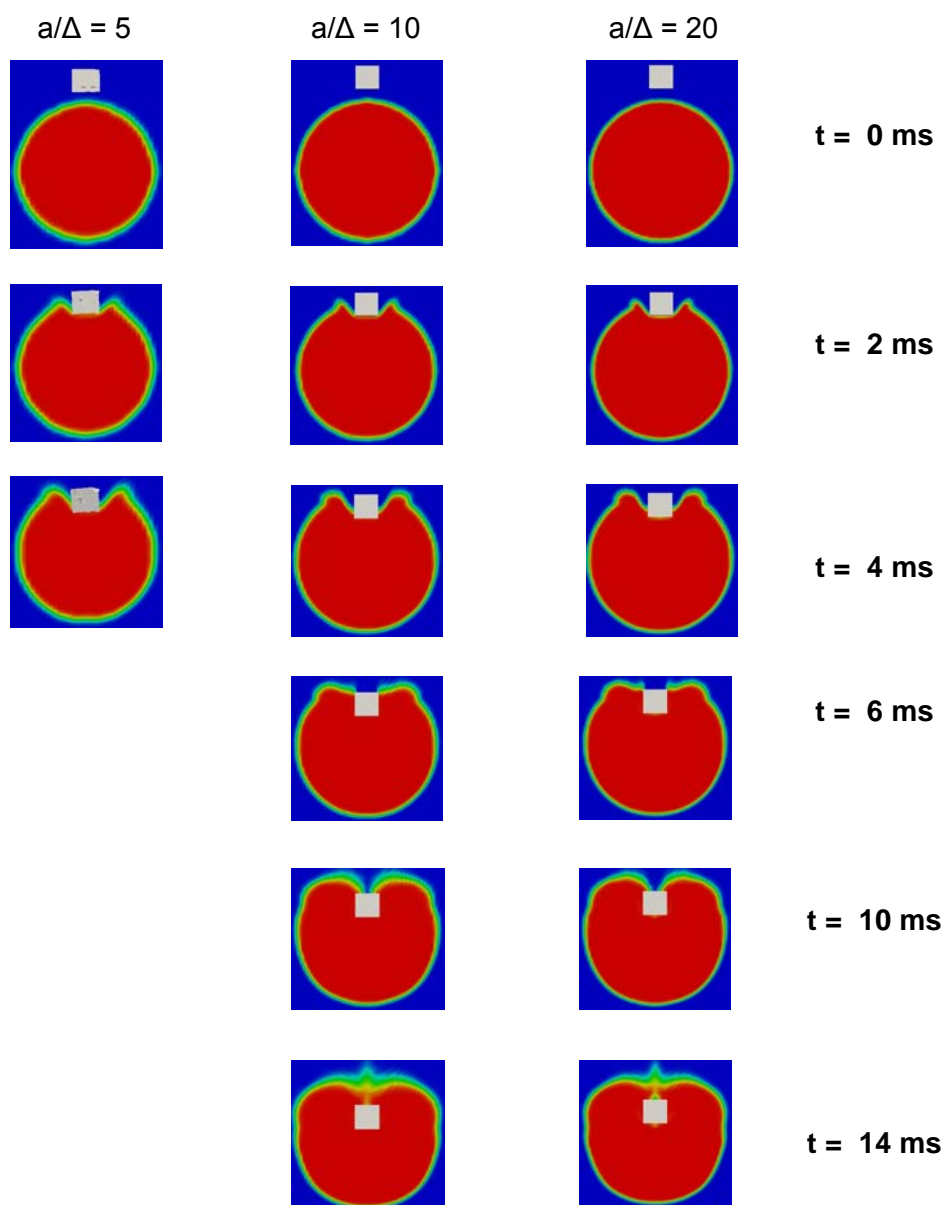 a/Δ = 5 a/Δ = 10 a/Δ = 20
t = 0 ms
t = 2 ms
t = 4 ms
t = 6 ms
t = 10 ms
t = 14 ms